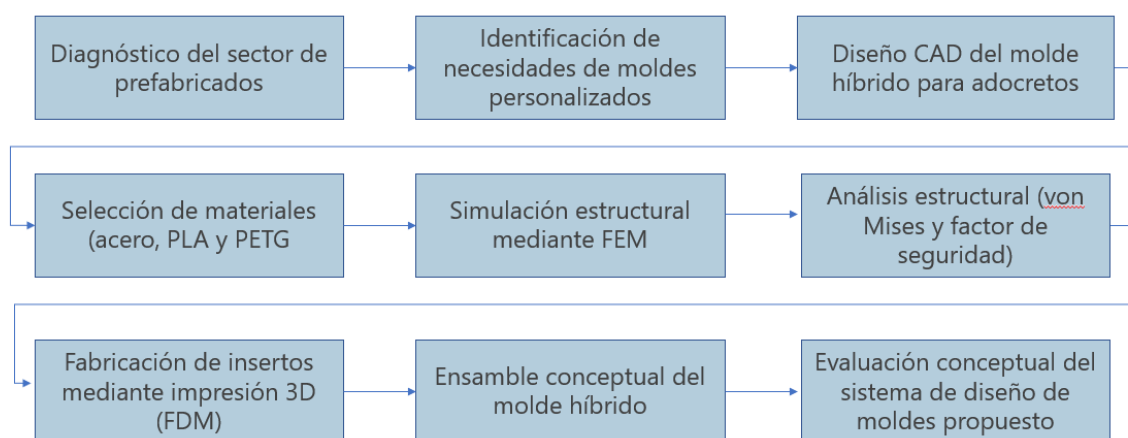 Diagnóstico del sector de
prefabricados
Identificación de
necesidades de moldes
personalizados
Diseño CAD del molde
híbrido para adocretos
Selección de materiales
(acero, PLA y PETG
Simulación estructural
mediante FEM
Análisis estructural (von
Mises y factor de
seguridad)
Fabricación de insertos
mediante impresión 3D
(FDM)
Ensamble conceptual del
molde híbrido
Evaluación conceptual del
sistema de diseño de
moldes propuesto